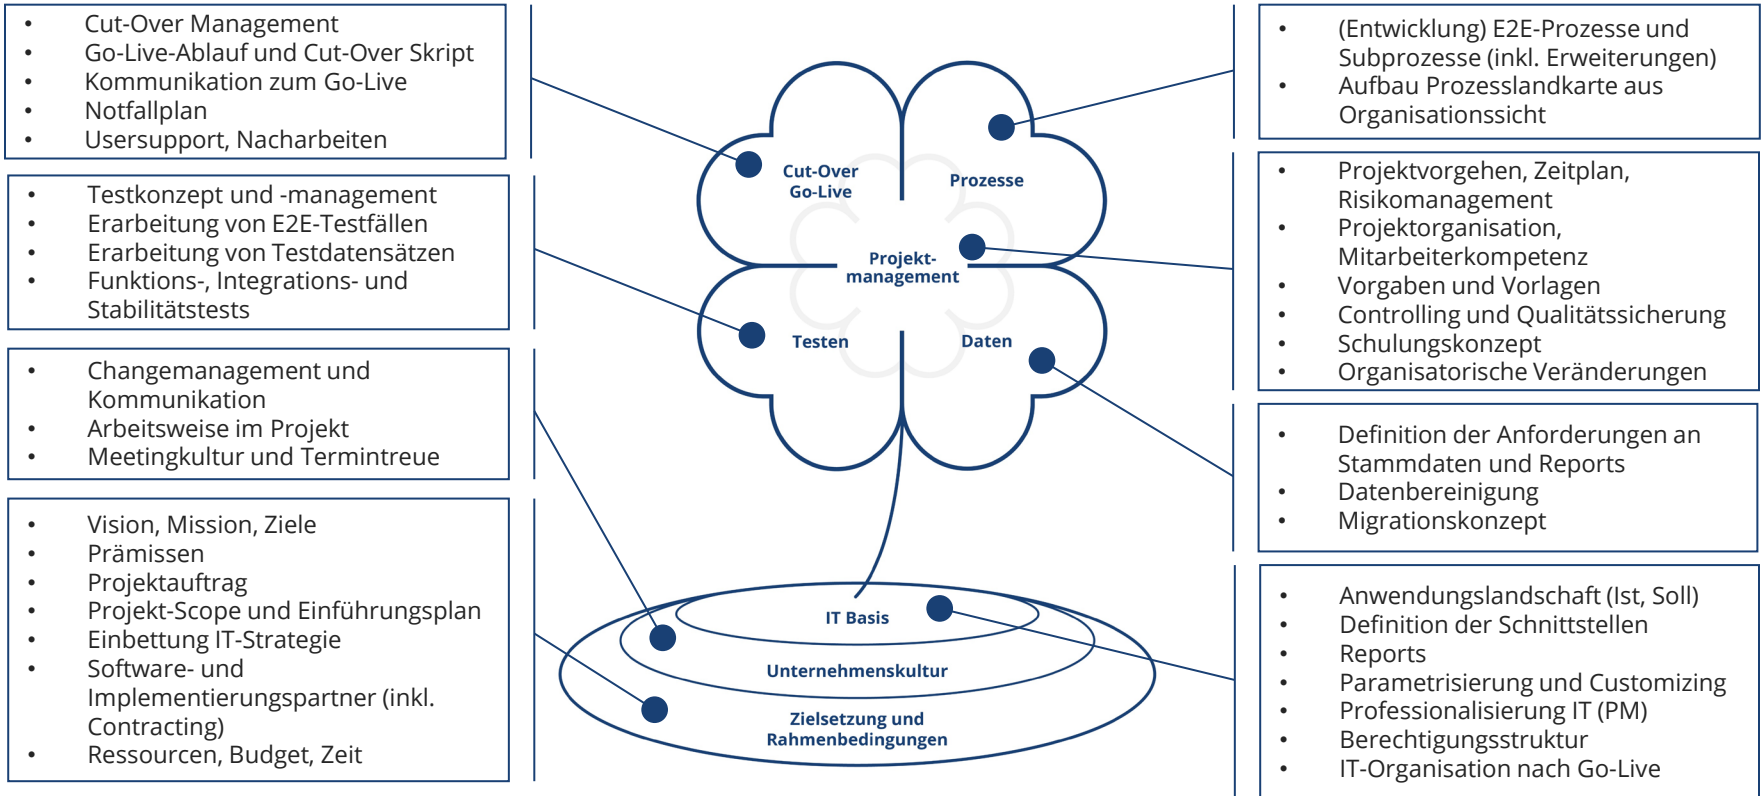 • Cut-Over Management
• Go-Live-Ablauf und Cut-Over Skript
• Kommunikation zum Go-Live
• Notfallplan
• Usersupport, Nacharbeiten
• Testkonzept und -management
• Erarbeitung von E2E-Testfällen
• Erarbeitung von Testdatensätzen
• Funktions-, Integrations- und
Stabilitätstests
• Changemanagement und
Kommunikation
• Arbeitsweise im Projekt
• Meetingkultur und Termintreue
• Vision, Mission, Ziele
• Prämissen
• Projektauftrag
• Projekt-Scope und Einführungsplan
• Einbettung IT-Strategie
• Software- und
Implementierungspartner (inkl.
Contracting)
• Ressourcen, Budget, Zeit
Cut-Over
Go-Live
Prozesse
Projekt-
management
Testen
Daten
IT Basis
Unternehmenskultur
Zielsetzung und
Rahmenbedingungen
• (Entwicklung) E2E-Prozesse und
Subprozesse (inkl. Erweiterungen)
• Aufbau Prozesslandkarte aus
Organisationssicht
• Projektvorgehen, Zeitplan,
Risikomanagement
• Projektorganisation,
Mitarbeiterkompetenz
• Vorgaben und Vorlagen
• Controlling und Qualitätssicherung
• Schulungskonzept
• Organisatorische Veränderungen
• Definition der Anforderungen an
Stammdaten und Reports
• Datenbereinigung
• Migrationskonzept
• Anwendungslandschaft (Ist, Soll)
• Definition der Schnittstellen
• Reports
• Parametrisierung und Customizing
• Professionalisierung IT (PM)
• Berechtigungsstruktur
• IT-Organisation nach Go-Live